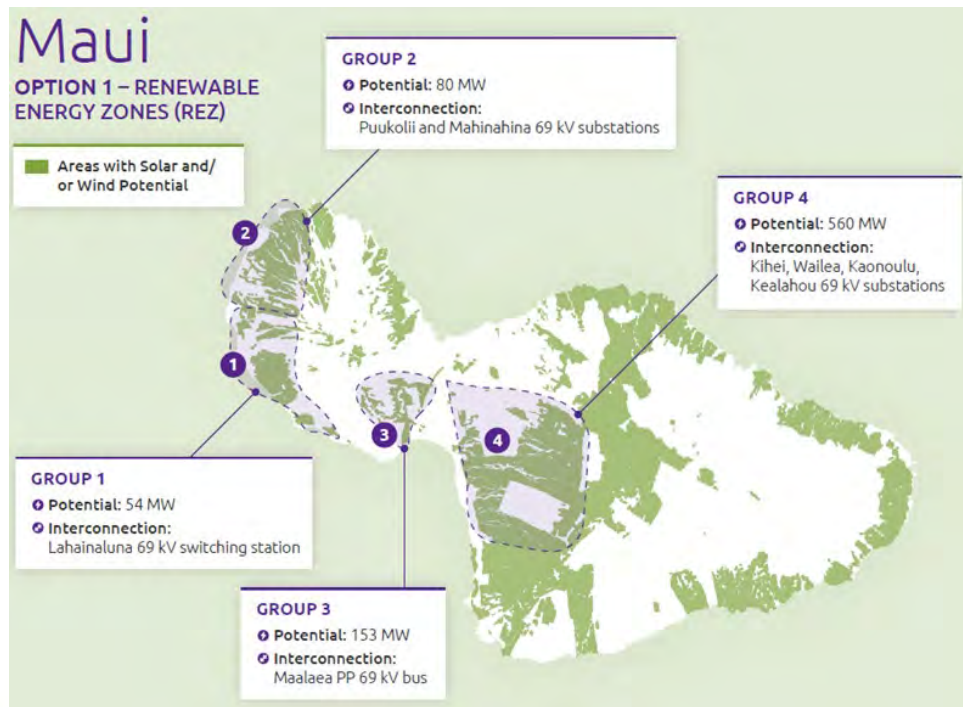 Maui
OPTION 1 – RENEWABLE
ENERGY ZONES (REZ)
Areas with Solar and/
or Wind Potential
GROUP 2
Potential: 80 MW
Interconnection:
Puukolii and Mahinahina 69 kV substations
GROUP 4
Potential: 560 MW
Interconnection:
Kihei, Wailea, Kaonoulu,
Kealahou 69 kV substations
2
1
3
4
GROUP 1
Potential: 54 MW
Interconnection:
Lahainaluna 69 kV switching station
GROUP 3
Potential: 153 MW
Interconnection:
Maalaea PP 69 kV bus